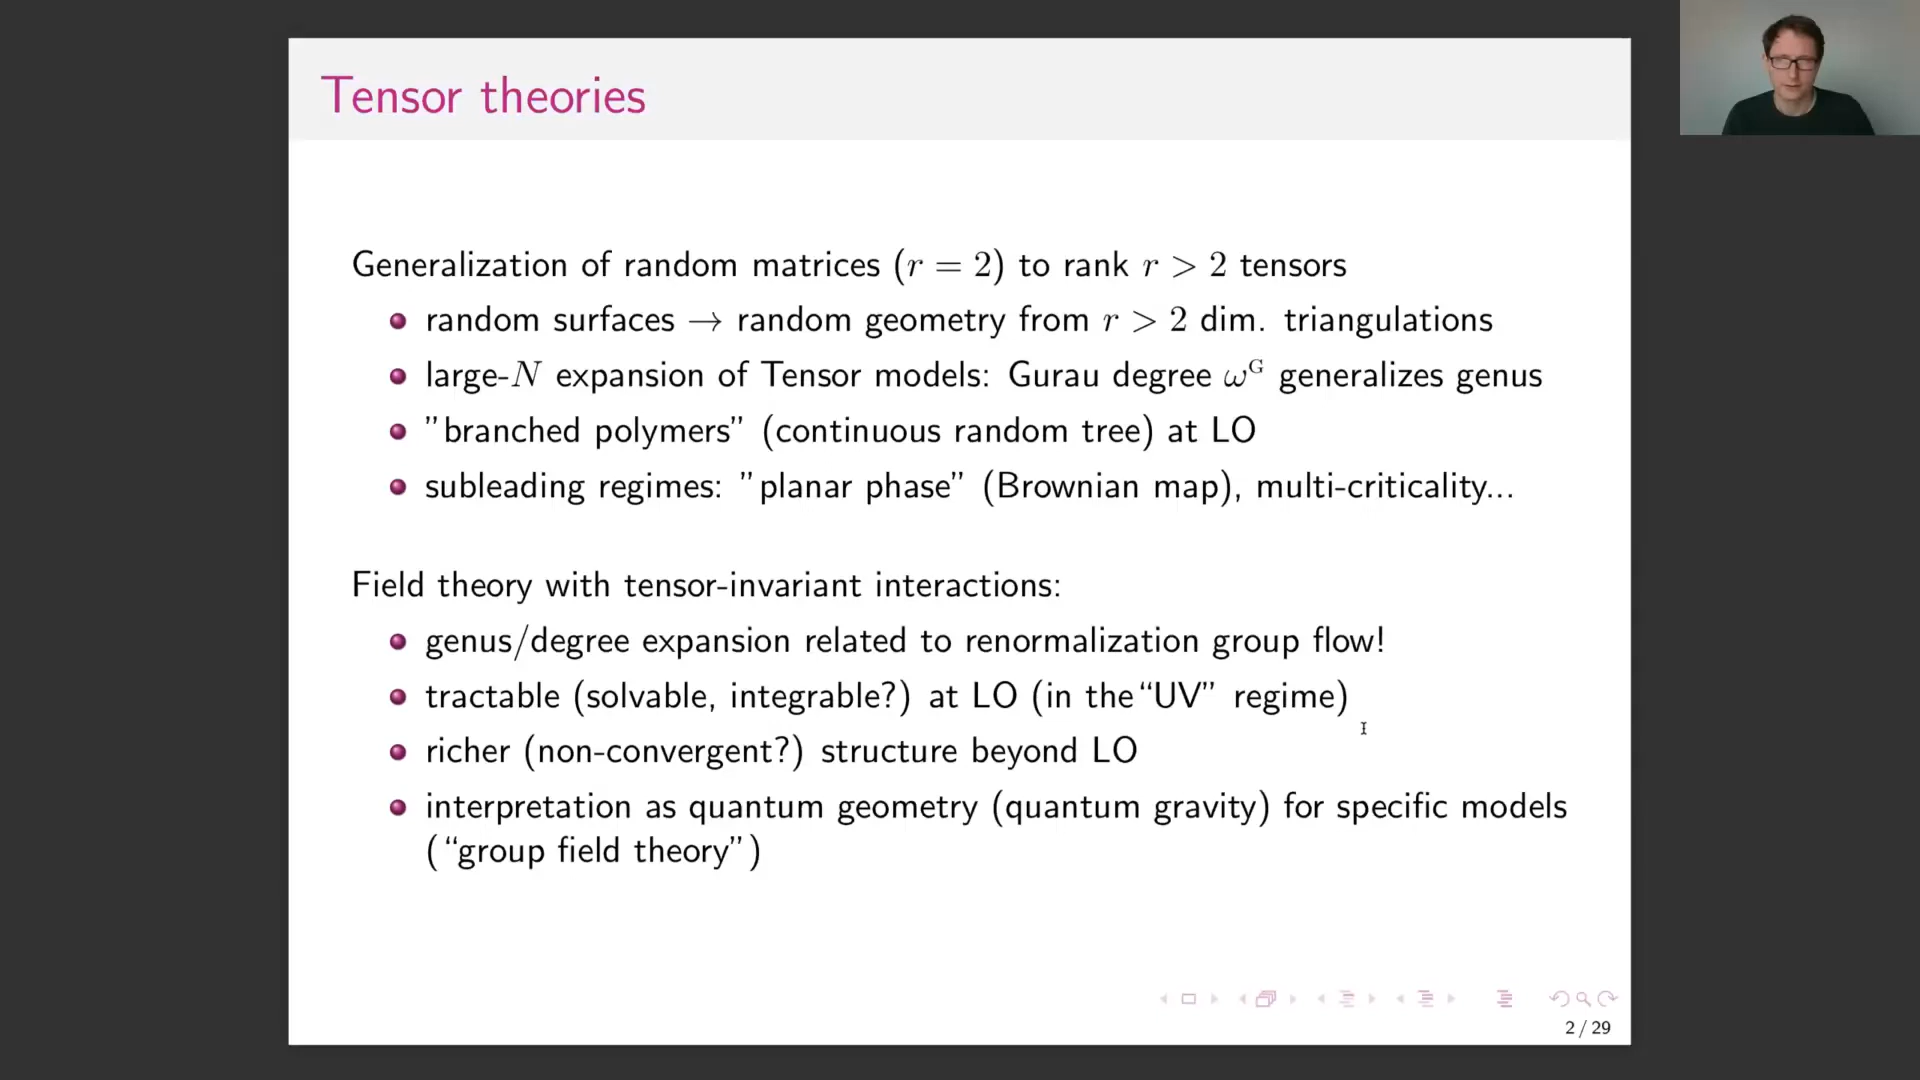 Tensor theories
Generalization of random matrices (r = 2) to rank r > 2 tensors
random surfaces → random geometry from r > 2 dim. triangulations
large-N expansion of Tensor models: Gurau degree ω^G generalizes genus
”branched polymers” (continuous random tree) at LO
subleading regimes: ”planar phase” (Brownian map), multi-criticality...
Field theory with tensor-invariant interactions:
genus/degree expansion related to renormalization group flow!
tractable (solvable, integrable?) at LO (in the“UV” regime)
richer (non-convergent?) structure beyond LO
interpretation as quantum geometry (quantum gravity) for specific models
(“group field theory”)
2 / 29